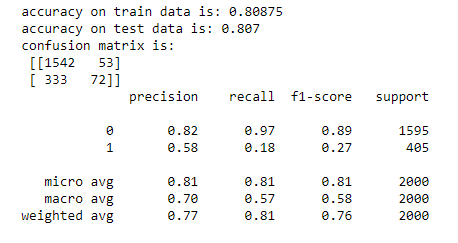 accuracy on train data is: 0.80875
accuracy on test data is: 0.807
confusion matrix is:
[[1542 53]
[ 333 72]]
precision recall f1-score support
0 0.82 0.97 0.89 1595
1 0.58 0.18 0.27 405
micro avg 0.81 0.81 0.81 2000
macro avg 0.70 0.57 0.58 2000
weighted avg 0.77 0.81 0.76 2000